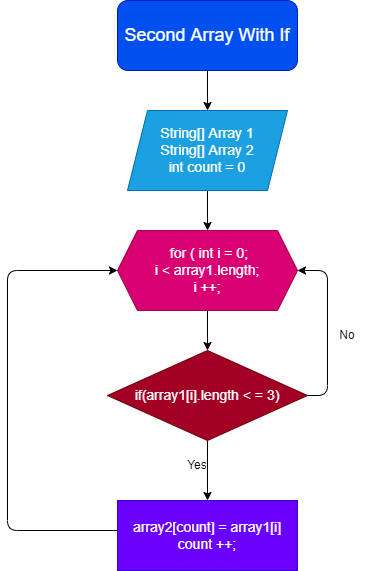 Second Array With If
String[] Array 1
String[] Array 2
int count = 0
for ( int i = 0;
i < array1.length;
i ++;
No
if(array1[i].length < = 3)
Yes
array2[count] = array1[i]
count ++;